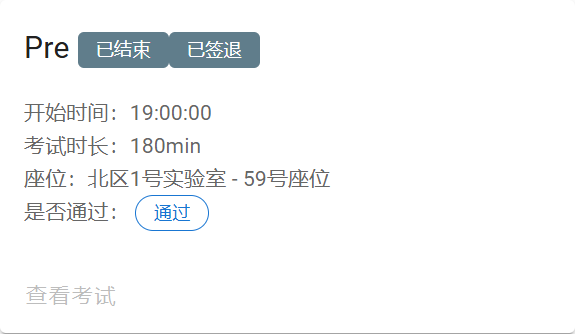 Pre 已结束 已签退
开始时间：19:00:00
考试时长：180min
座位：北区1号实验室 - 59号座位
是否通过： 通过
查看考试